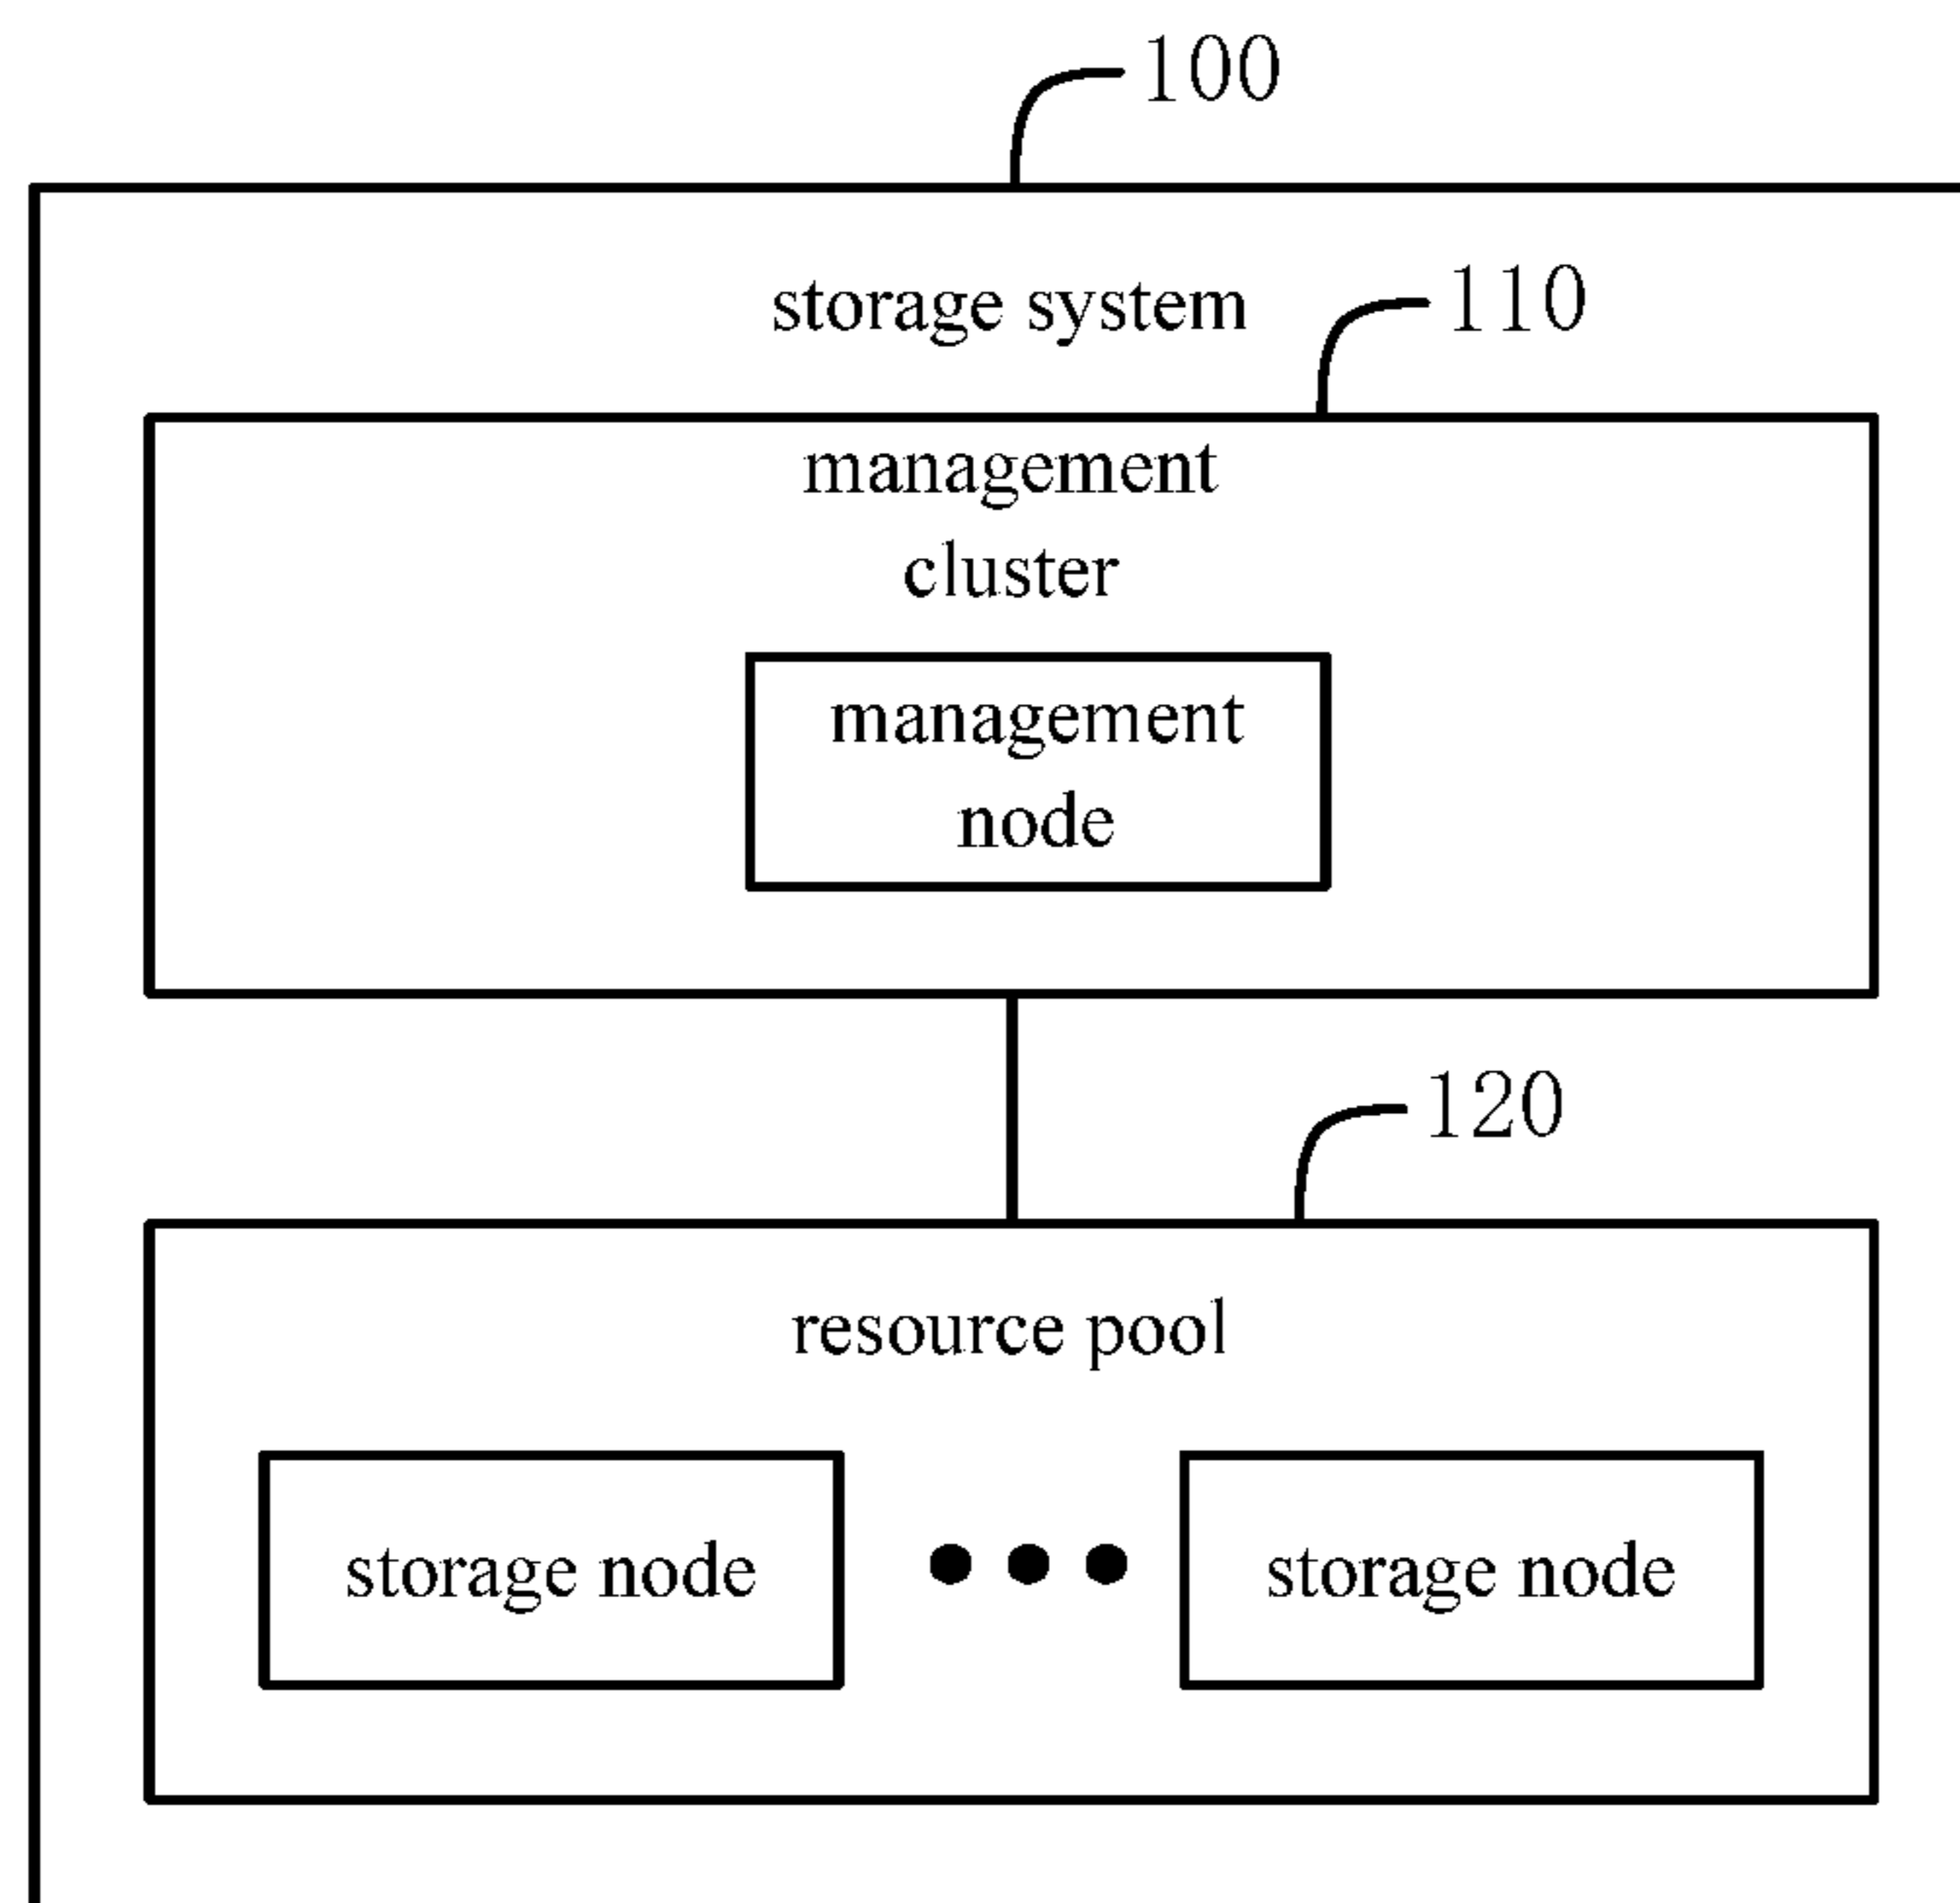 100
storage system
110
management
cluster
management
node
120
resource pool
storage node
storage node